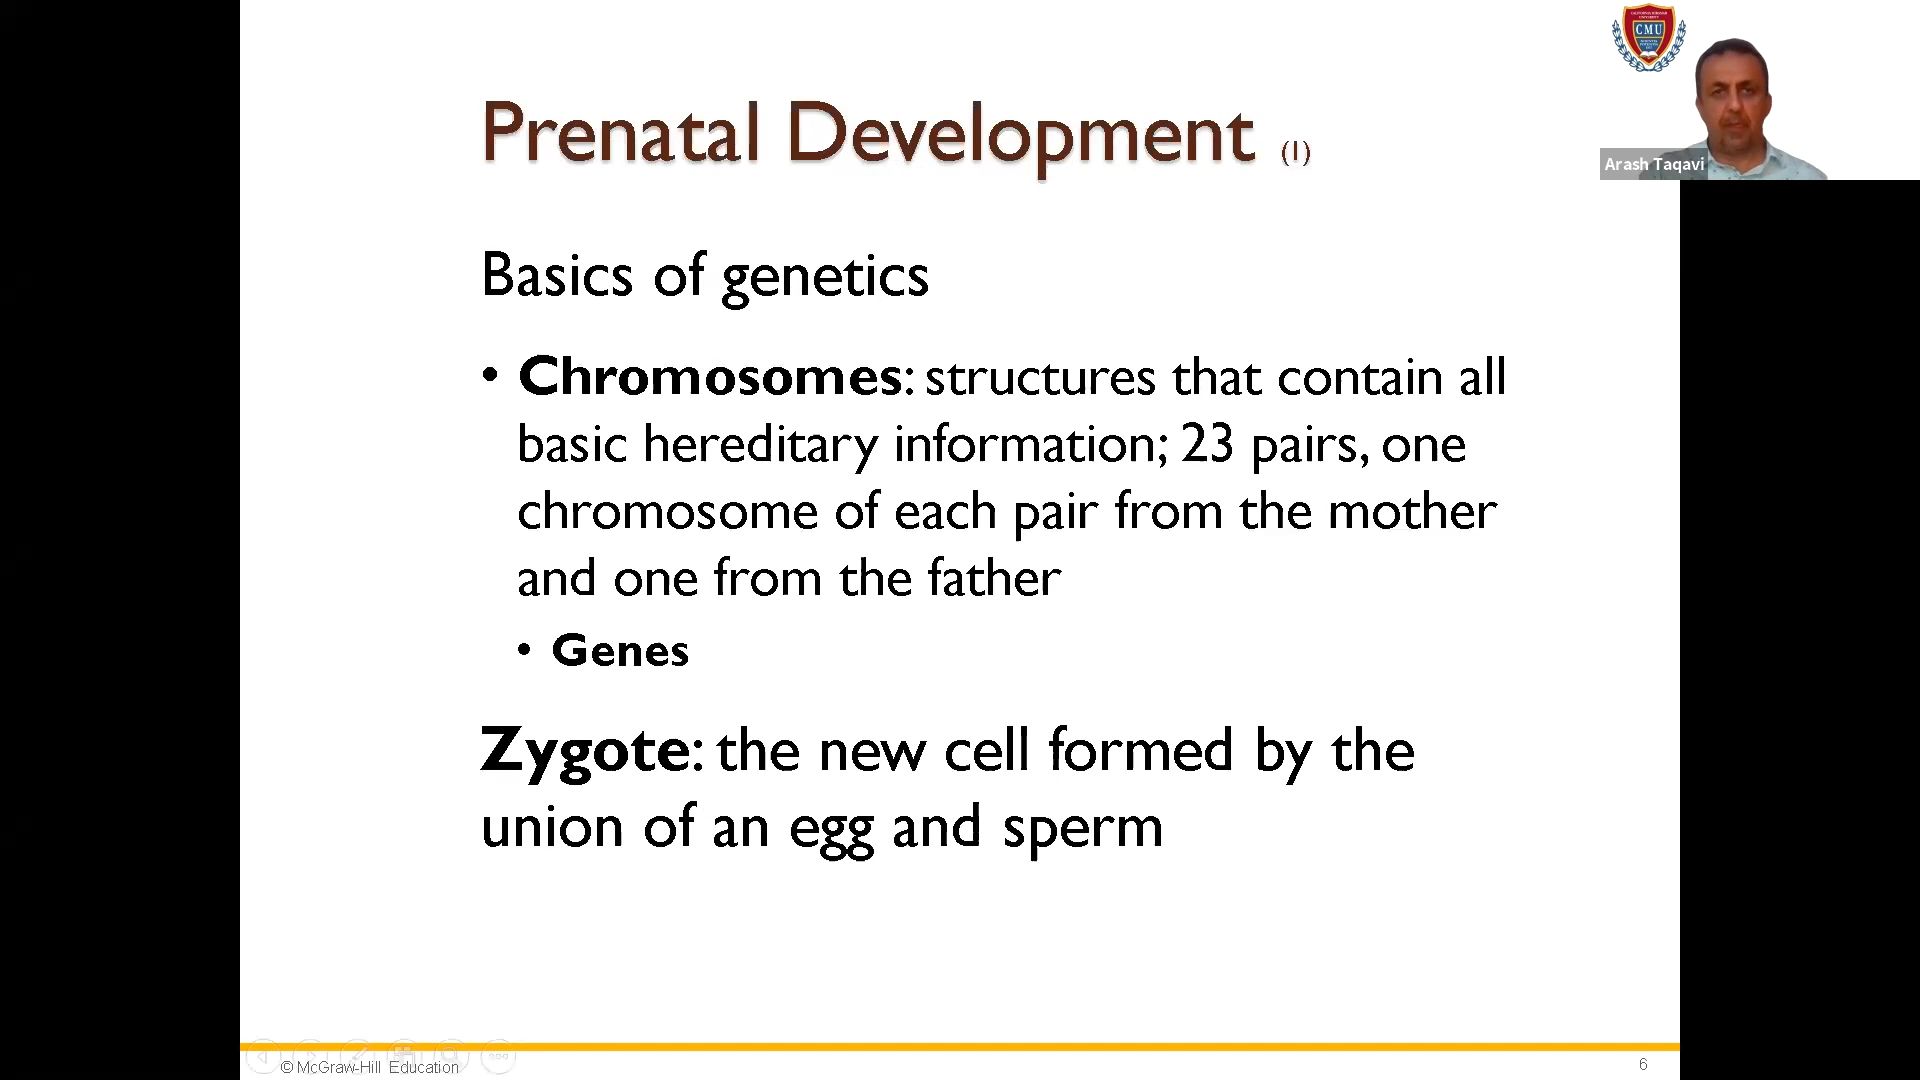 CMU
Arash Taqavi
Prenatal Development (1)
Basics of genetics
• Chromosomes: structures that contain all
basic hereditary information; 23 pairs, one
chromosome of each pair from the mother
and one from the father
• Genes
Zygote: the new cell formed by the
union of an egg and sperm
© McGraw-Hill Education
6